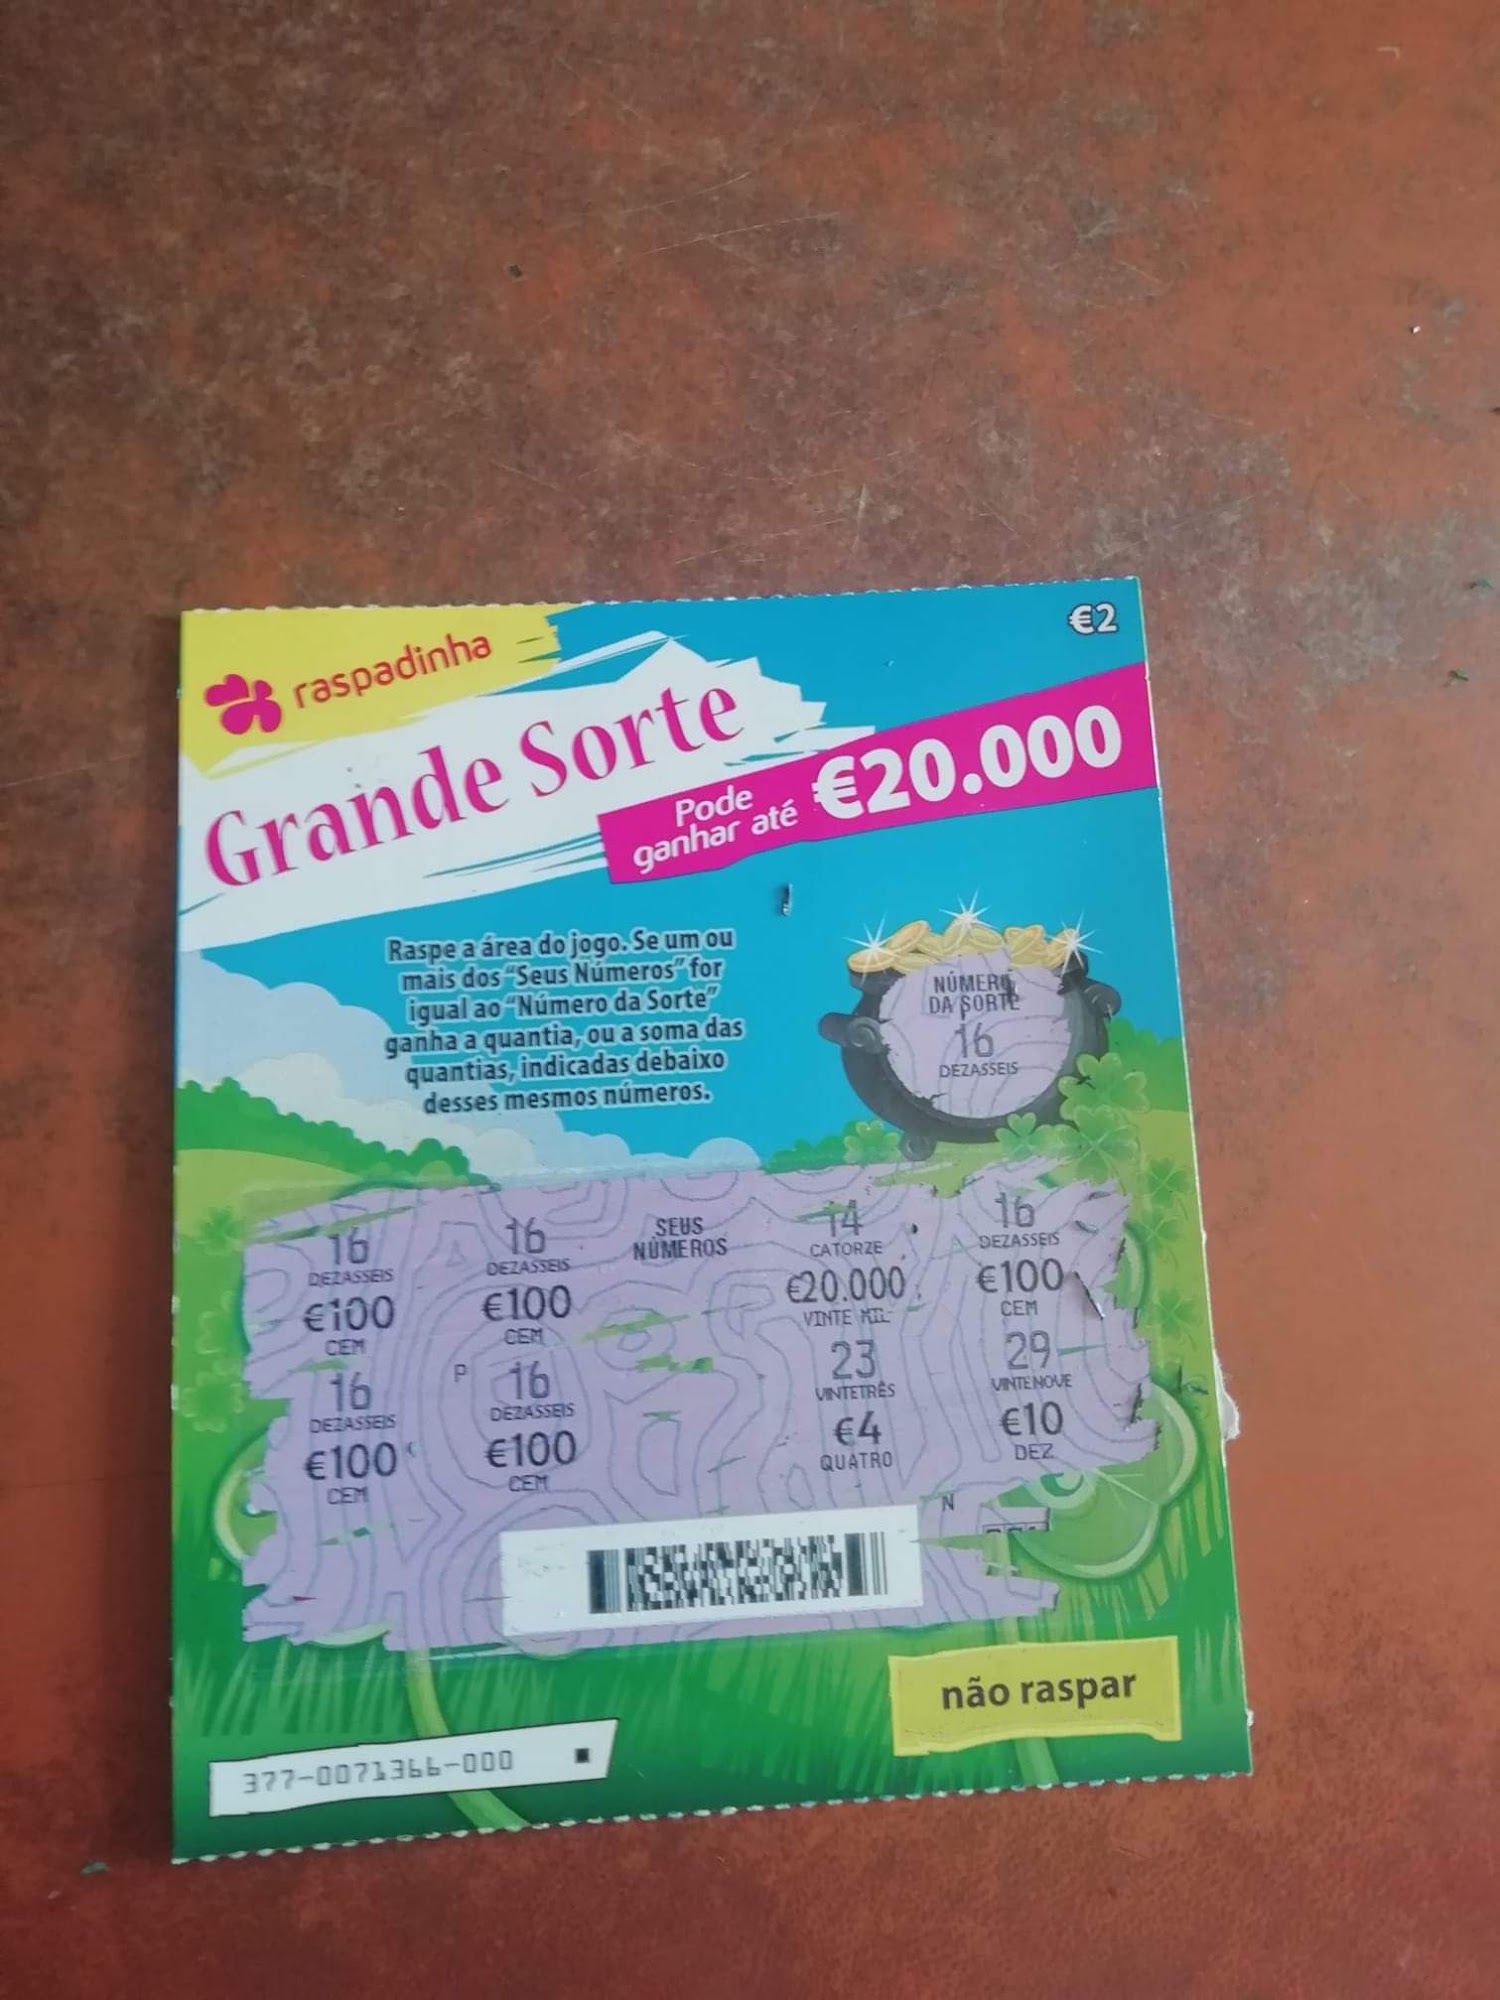 raspadinha
€2
Grande Sorte
Pode
ganhar até €20.000
Raspe a área do jogo. Se um ou
mais dos "Seus Números" for
igual ao "Número da Sorte"
ganha a quantia, ou a soma das
quantias, indicadas debaixo
desses mesmos números.
NÚMERO
DA SORTE
16
DEZASSEIS
16 16 SEUS 14 16
DEZASSEIS DEZASSEIS NÚMEROS CATORZE DEZASSEIS
€100 €100 €20.000 €100
CEM CEM VINTE MIL CEM
16 P 16 23 29
DEZASSEIS DEZASSEIS VINTETRÊS VINTENOVE
€100 €100 €4 €10
CEM CEM QUATRO DEZ
N
não raspar
377-0071366-000